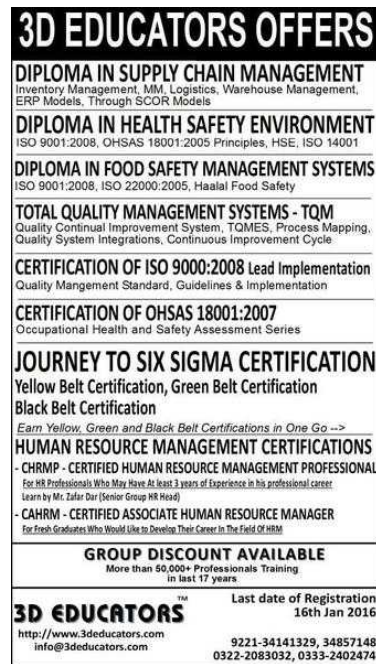 3D EDUCATORS OFFERS
DIPLOMA IN SUPPLY CHAIN MANAGEMENT
Inventory Management, MM, Logistics, Warehouse Management,
ERP Models, Through SCOR Models
DIPLOMA IN HEALTH SAFETY ENVIRONMENT
ISO 9001:2008, OHSAS 18001:2005 Principles, HSE, ISO 14001
DIPLOMA IN FOOD SAFETY MANAGEMENT SYSTEMS
ISO 9001:2008, ISO 22000:2005, Haalal Food Safety
TOTAL QUALITY MANAGEMENT SYSTEMS - TQM
Quality Continual Improvement System, TQMES, Process Mapping,
Quality System Integrations, Continuous Improvement Cycle
CERTIFICATION OF ISO 9000:2008 Lead Implementation
Quality Mangement Standard, Guidelines & Implementation
CERTIFICATION OF OHSAS 18001:2007
Occupational Health and Safety Assessment Series
JOURNEY TO SIX SIGMA CERTIFICATION
Yellow Belt Certification, Green Belt Certification
Black Belt Certification
Earn Yellow, Green and Black Belt Certifications in One Go -->
HUMAN RESOURCE MANAGEMENT CERTIFICATIONS
- CHRMP - CERTIFIED HUMAN RESOURCE MANAGEMENT PROFESSIONAL
For HR Professionals Who May Have At least 3 years of Experience in his professional career
Learn by Mr. Zafar Dar (Senior Group HR Head)
- CAHRM - CERTIFIED ASSOCIATE HUMAN RESOURCE MANAGER
For Fresh Graduates Who Would Like to Develop Their Career In The Field Of HRM
GROUP DISCOUNT AVAILABLE
More than 50,000+ Professionals Training
in last 17 years
3D EDUCATORS™
http://www.3deducators.com
info@3deducators.com
Last date of Registration
16th Jan 2016
9221-34141329, 34857148
0322-2083032, 0333-2402474